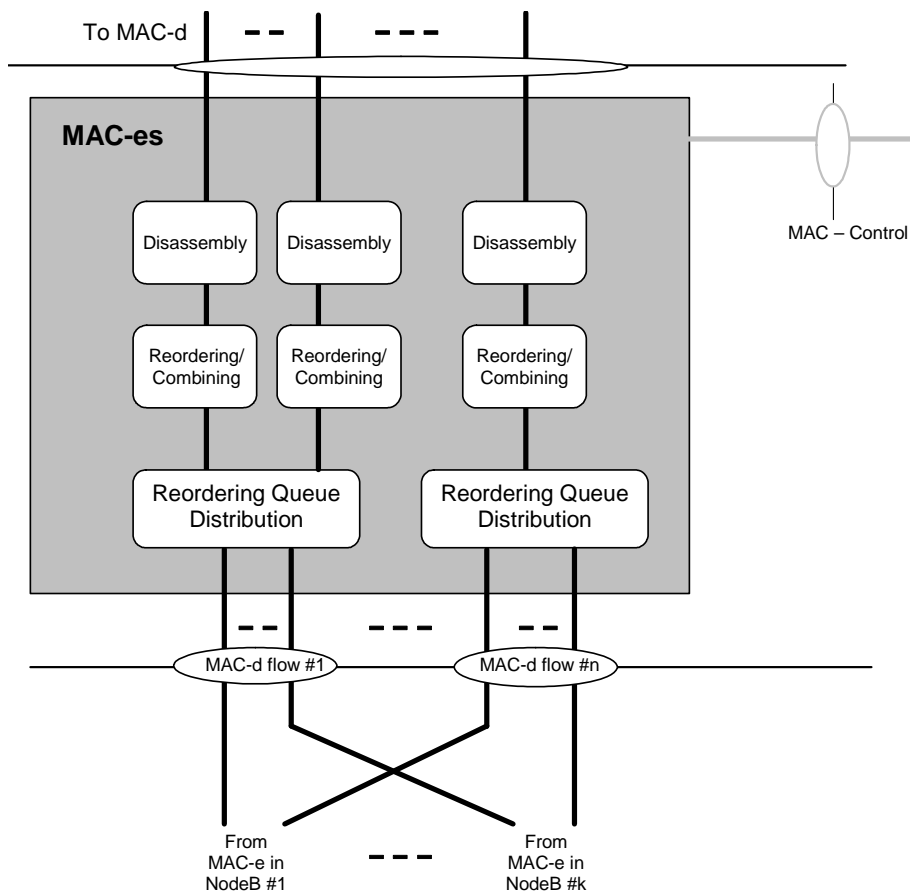 To MAC-d
MAC-es
MAC – Control
Disassembly
Disassembly
Disassembly
Reordering/
Combining
Reordering/
Combining
Reordering/
Combining
Reordering Queue
Distribution
Reordering Queue
Distribution
MAC-d flow #1
MAC-d flow #n
From
MAC-e in
NodeB #1
From
MAC-e in
NodeB #k